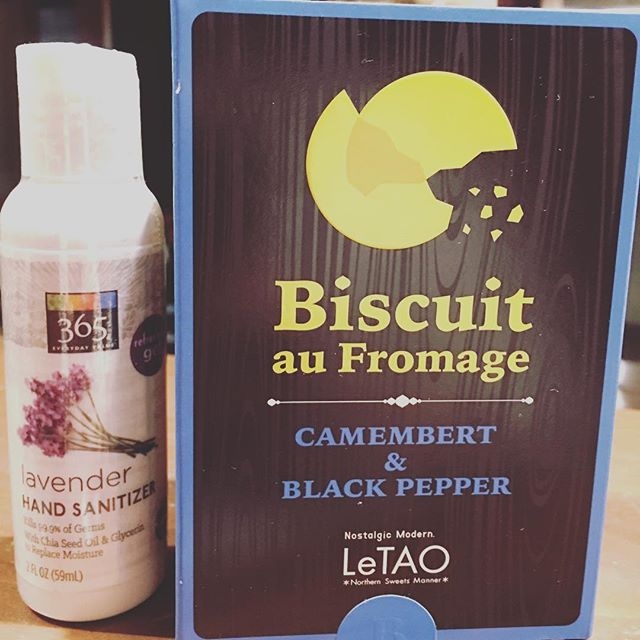 365
EVERYDAY VALUE
lavender
HAND SANITIZER
Kills 99.9% of Germs
With Chia Seed Oil & Glycerin
to Replace Moisture
2 FL OZ (59mL)
Biscuit
au Fromage
CAMEMBERT
&
BLACK PEPPER
Nostalgic Modern.
LeTAO
*Northern Sweets Manner*
B